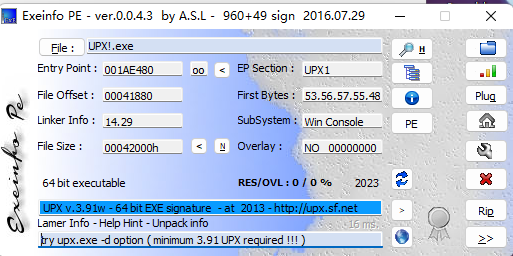 Exeinfo PE - ver.0.0.4.3 by A.S.L - 960+49 sign 2016.07.29
File : UPX!.exe
H
Entry Point : 001AE480 oo < EP Section : UPX1
File Offset : 00041880 First Bytes : 53.56.57.55.48
Plug
Linker Info : 14.29 SubSystem : Win Console PE
File Size : 00042000h < N Overlay : NO 00000000
64 bit executable RES/OVL : 0 / 0 % 2023
UPX v.3.91w - 64 bit EXE signature - at 2013 - http://upx.sf.net > Rip
Lamer Info - Help Hint - Unpack info 16 ms.
try upx.exe -d option ( minimum 3.91 UPX required !!! ) >>
Exeinfo Pe